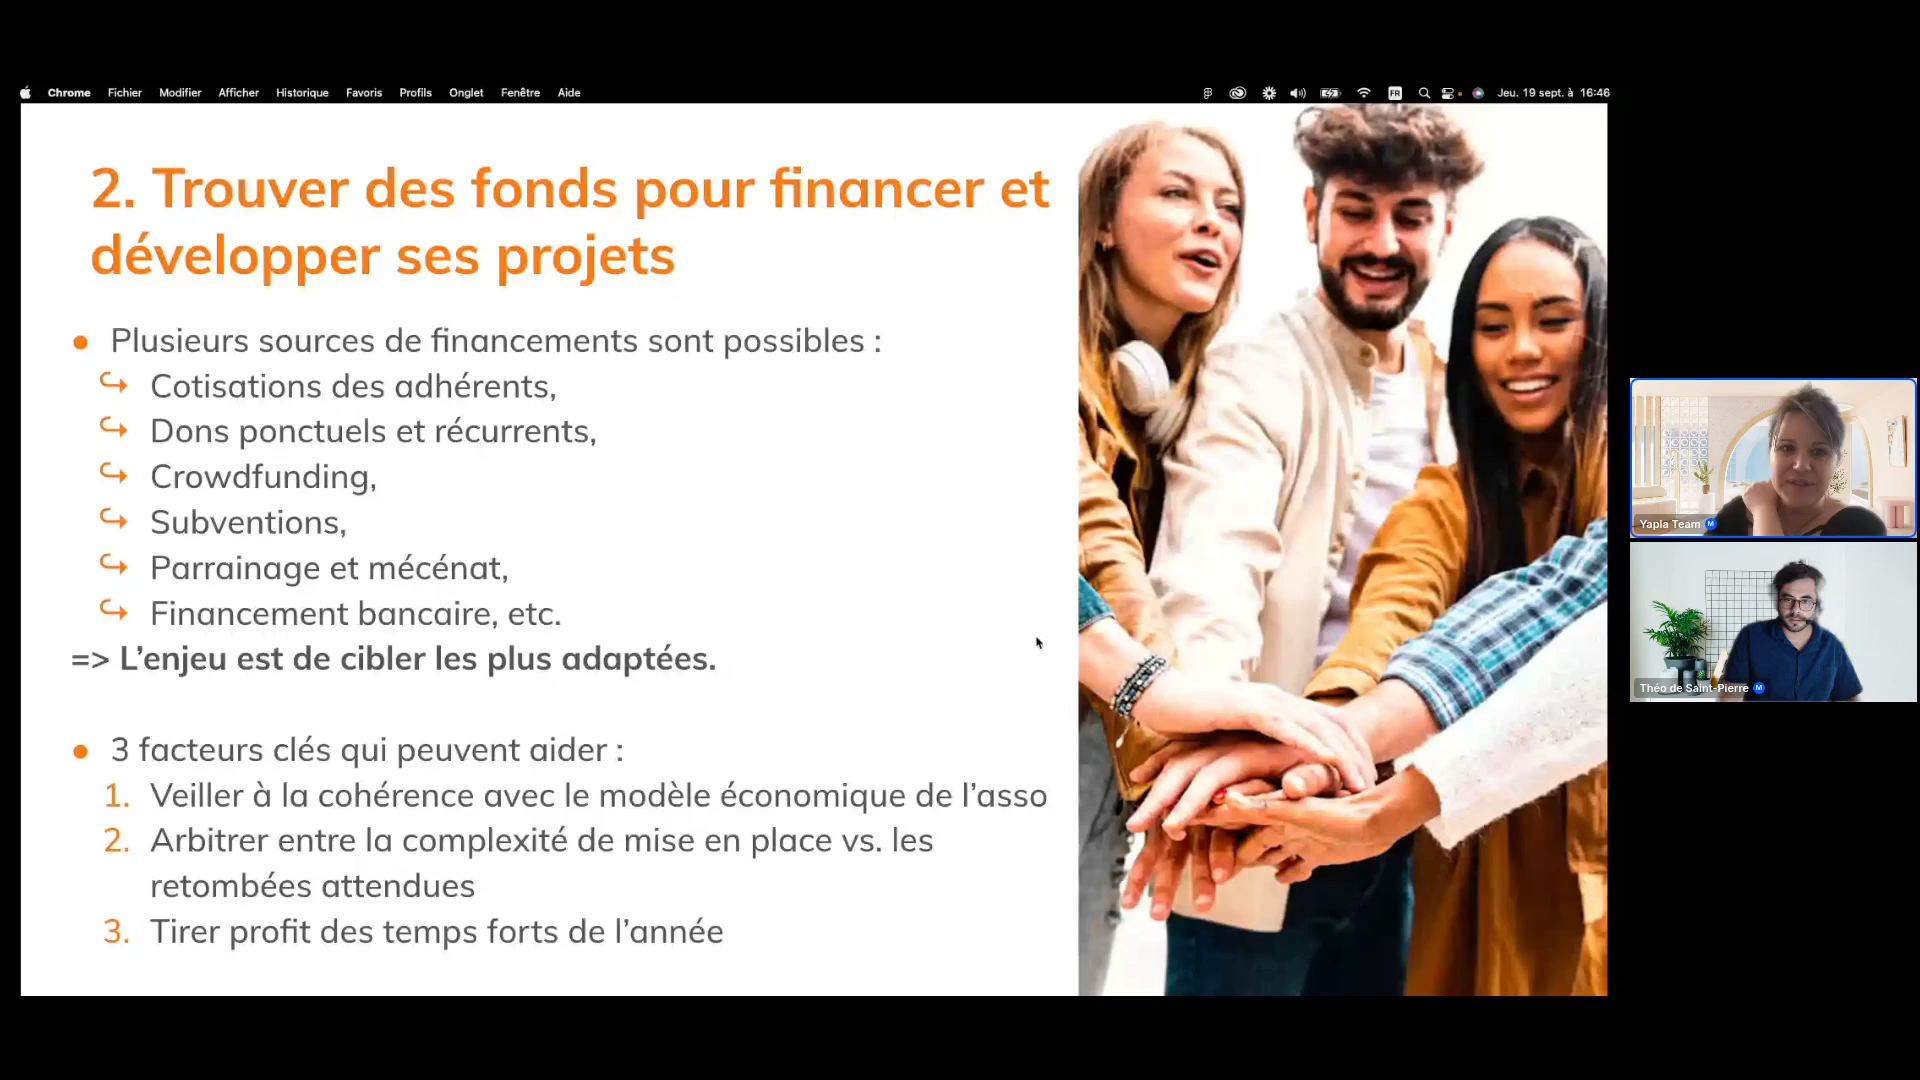 Chrome Fichier Modifier Afficher Historique Favoris Profils Onglet Fenêtre Aide FR Jeu. 19 sept. à 16:46
2. Trouver des fonds pour financer et
développer ses projets
• Plusieurs sources de financements sont possibles :
↪ Cotisations des adhérents,
↪ Dons ponctuels et récurrents,
↪ Crowdfunding,
↪ Subventions,
↪ Parrainage et mécénat,
↪ Financement bancaire, etc.
=> L’enjeu est de cibler les plus adaptées.
• 3 facteurs clés qui peuvent aider :
1. Veiller à la cohérence avec le modèle économique de l’asso
2. Arbitrer entre la complexité de mise en place vs. les
retombées attendues
3. Tirer profit des temps forts de l’année
Yapla Team M
Théo de Saint-Pierre M